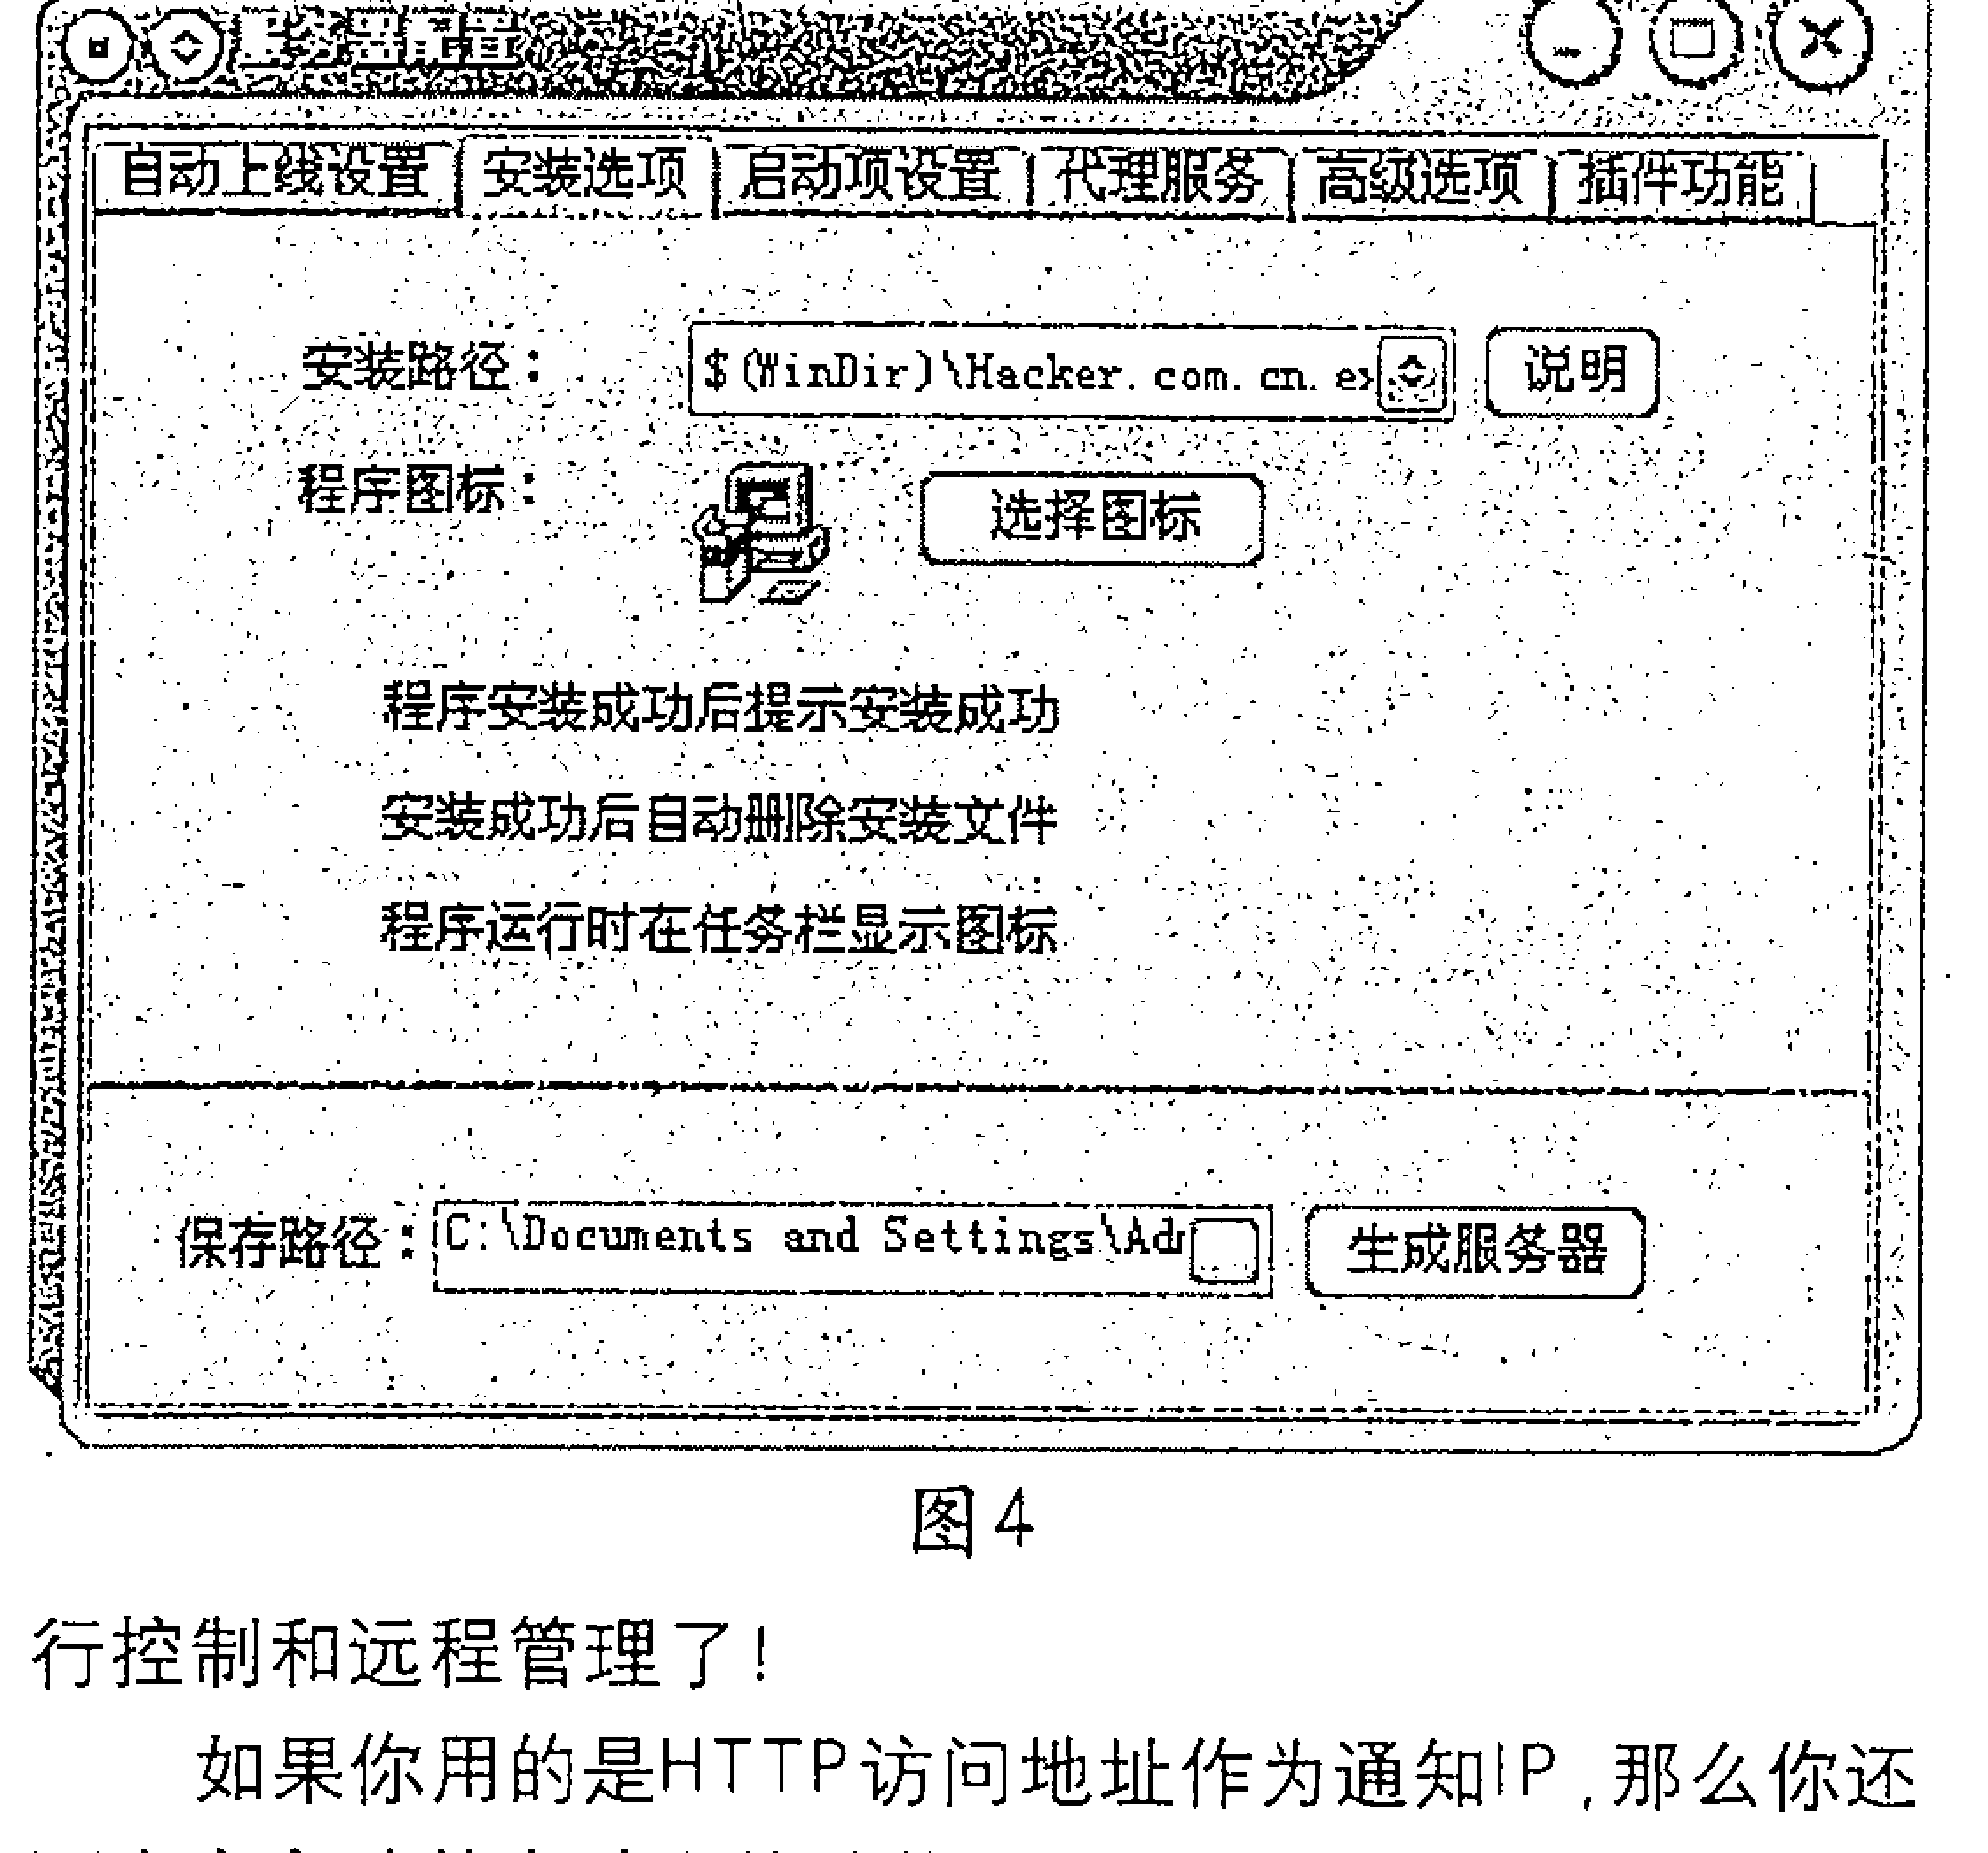 服务器配置
自动上线设置 安装选项 启动项设置 代理服务 高级选项 插件功能
安装路径： $(WinDir)\Hacker.com.cn.ex 说明
程序图标： 选择图标
程序安装成功后提示安装成功
安装成功后自动删除安装文件
程序运行时在任务栏显示图标
保存路径： C:\Documents and Settings\Ad 生成服务器
图4
行控制和远程管理了！
如果你用的是HTTP访问地址作为通知IP，那么你还